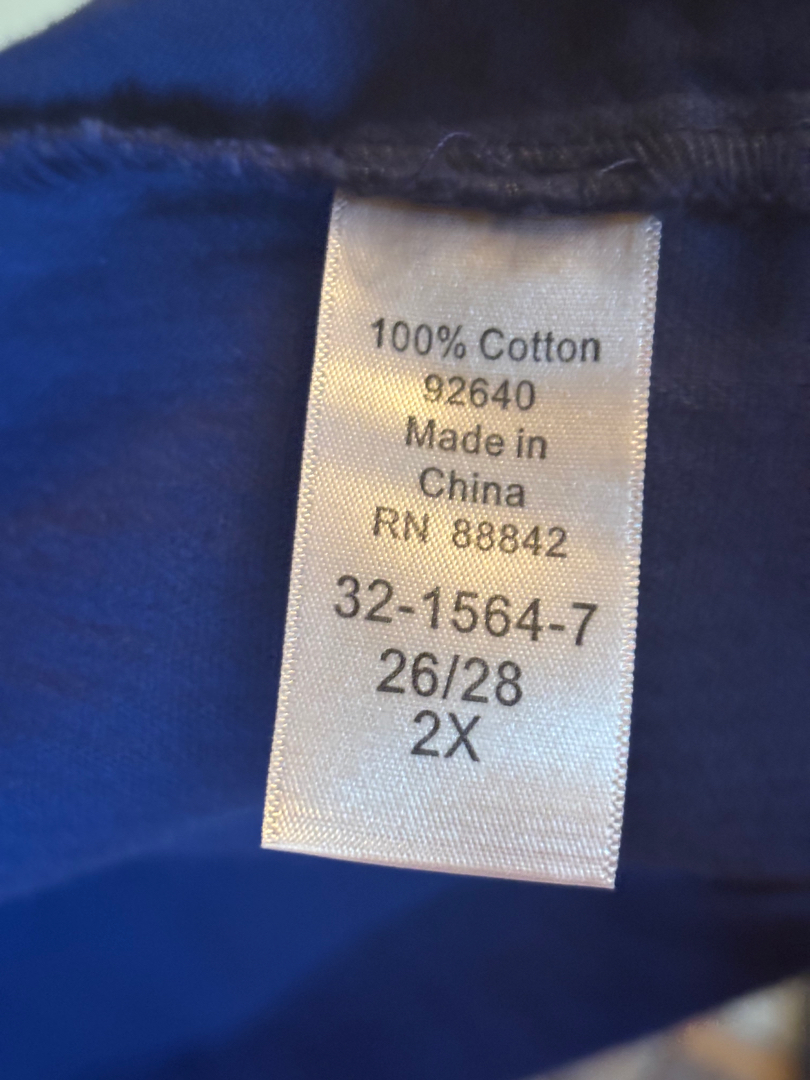 100% Cotton
92640
Made in
China
RN 88842
32-1564-7
26/28
2X